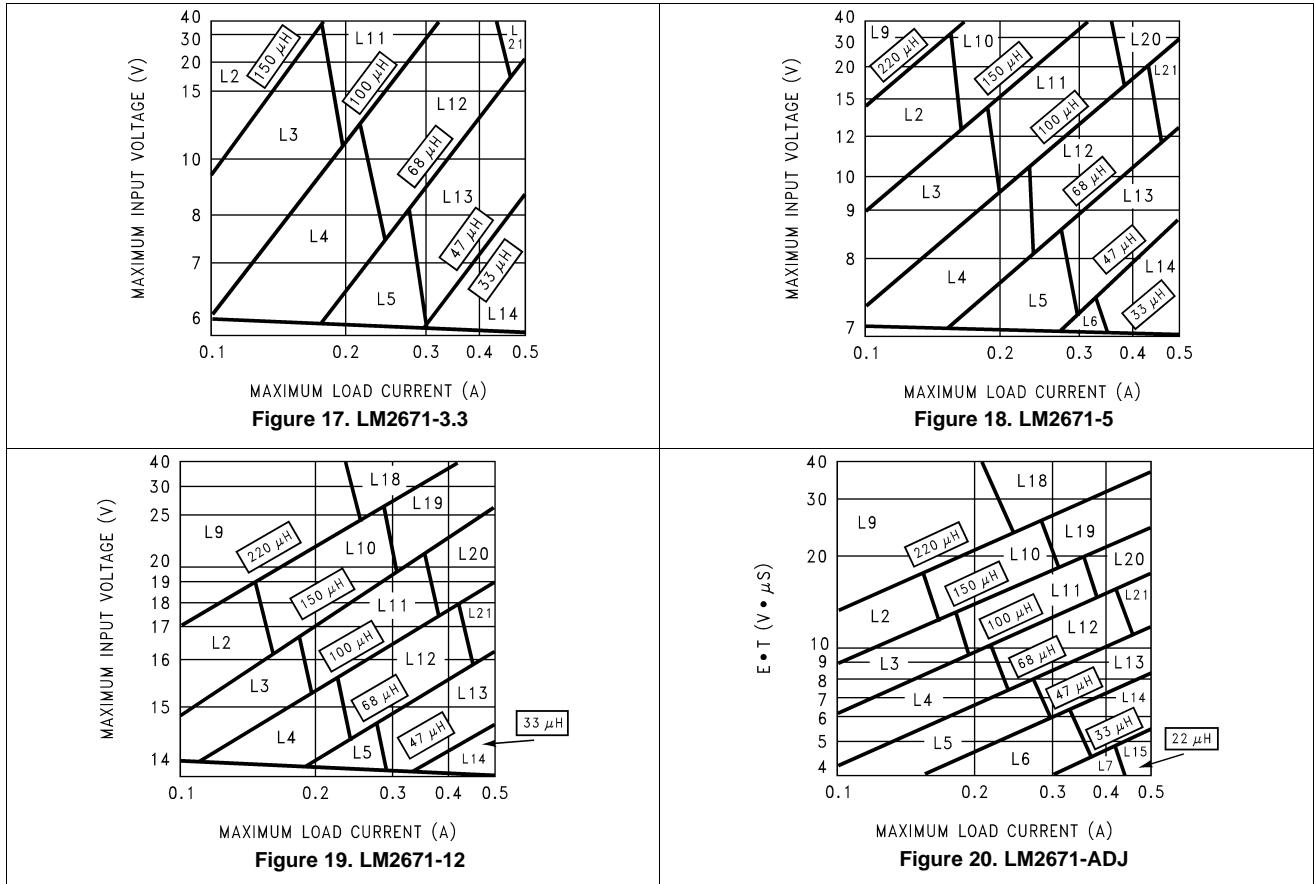 MAXIMUM INPUT VOLTAGE (V)
40
30
20
15
10
8
7
6
L2
150 μH
L11
100 μH
L
21
L3
L12
68 μH
L4
L13
47 μH
L5
33 μH
L14
0.1 0.2 0.3 0.4 0.5
MAXIMUM LOAD CURRENT (A)
Figure 17. LM2671-3.3
MAXIMUM INPUT VOLTAGE (V)
40
30
20
15
12
10
9
8
7
L9
220 μH
L10
150 μH
L20
L21
L2
L11
100 μH
L12
68 μH
L3
L13
47 μH
L4
L5
L14
L6
33 μH
0.1 0.2 0.3 0.4 0.5
MAXIMUM LOAD CURRENT (A)
Figure 18. LM2671-5
MAXIMUM INPUT VOLTAGE (V)
40
30
25
20
19
18
17
16
15
14
L18
L19
L9
220 μH
L10
L20
150 μH
L11
L21
L2
100 μH
L12
L3
68 μH
L13
L4
L5
47 μH
L14
33 μH
0.1 0.2 0.3 0.4 0.5
MAXIMUM LOAD CURRENT (A)
Figure 19. LM2671-12
E•T (V•μS)
40
30
20
10
9
8
7
6
5
4
L18
L9
L19
220 μH
L10
L20
150 μH
L11
L21
L2
100 μH
L12
L3
68 μH
L13
L4
47 μH
L14
L5
33 μH
L6
L15
L7
22 μH
0.1 0.2 0.3 0.4 0.5
MAXIMUM LOAD CURRENT (A)
Figure 20. LM2671-ADJ